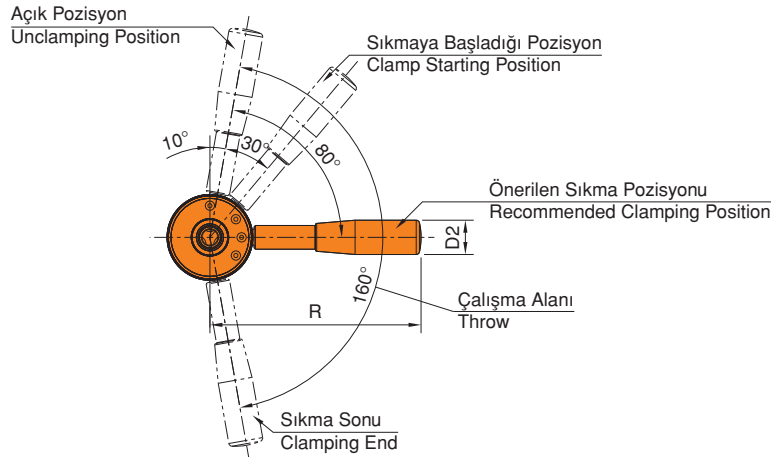 Açık Pozisyon
Unclamping Position
Sıkmaya Başladığı Pozisyon
Clamp Starting Position
10°
30°
80°
Önerilen Sıkma Pozisyonu
Recommended Clamping Position
D2
160°
R
Çalışma Alanı
Throw
Sıkma Sonu
Clamping End